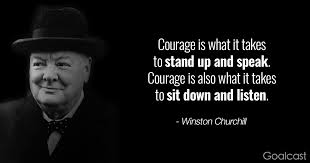 Courage is what it takes
to stand up and speak.
Courage is also what it takes
to sit down and listen.
- Winston Churchill
Goalcast